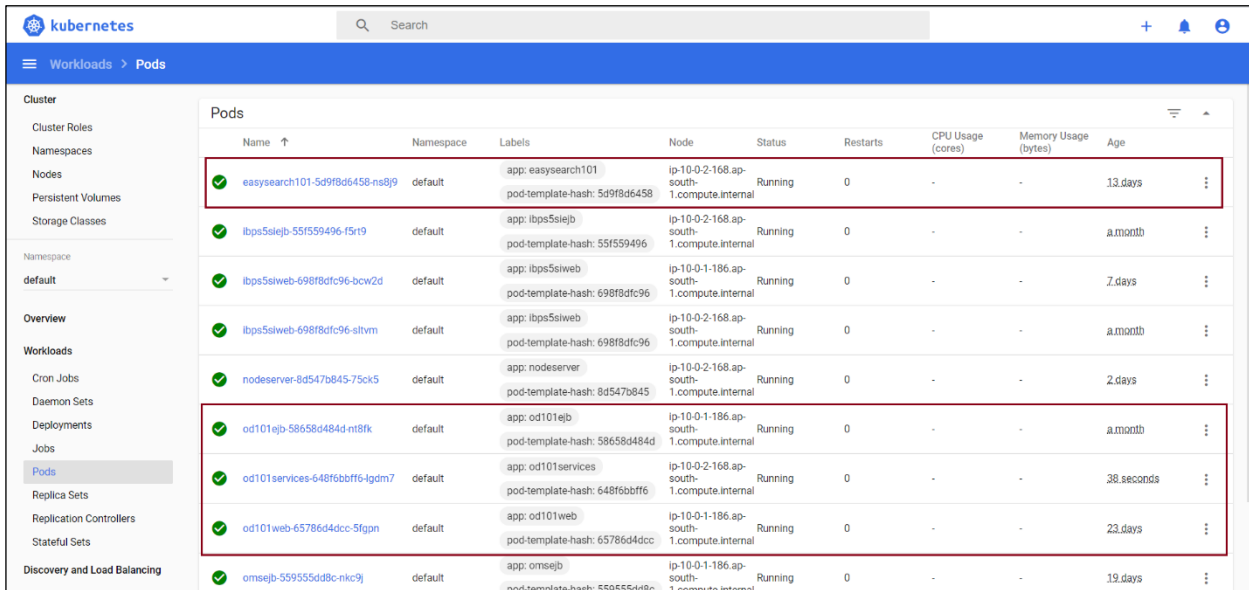 kubernetes
Search
Workloads > Pods
Cluster
Cluster Roles
Namespaces
Nodes
Persistent Volumes
Storage Classes
Namespace
default
Overview
Workloads
Cron Jobs
Daemon Sets
Deployments
Jobs
Pods
Replica Sets
Replication Controllers
Stateful Sets
Discovery and Load Balancing
Pods
Name ↑ Namespace Labels Node Status Restarts CPU Usage (cores) Memory Usage (bytes) Age
easysearch101-5d9f8d6458-ns8j9 default app: easysearch101 pod-template-hash: 5d9f8d6458 ip-10-0-2-168.ap-south-1.compute.internal Running 0 - - 13 days
ibps5siejb-55f559496-f5rt9 default app: ibps5siejb pod-template-hash: 55f559496 ip-10-0-2-168.ap-south-1.compute.internal Running 0 - - a month
ibps5siweb-698f8dfc96-bcw2d default app: ibps5siweb pod-template-hash: 698f8dfc96 ip-10-0-1-186.ap-south-1.compute.internal Running 0 - - 7 days
ibps5siweb-698f8dfc96-sltvm default app: ibps5siweb pod-template-hash: 698f8dfc96 ip-10-0-2-168.ap-south-1.compute.internal Running 0 - - a month
nodeserver-8d547b845-75ck5 default app: nodeserver pod-template-hash: 8d547b845 ip-10-0-2-168.ap-south-1.compute.internal Running 0 - - 2 days
od101ejb-58658d484d-nt8fk default app: od101ejb pod-template-hash: 58658d484d ip-10-0-1-186.ap-south-1.compute.internal Running 0 - - a month
od101services-648f6bbff6-lgdm7 default app: od101services pod-template-hash: 648f6bbff6 ip-10-0-2-168.ap-south-1.compute.internal Running 0 - - 38 seconds
od101web-65786d4dcc-5fgpn default app: od101web pod-template-hash: 65786d4dcc ip-10-0-1-186.ap-south-1.compute.internal Running 0 - - 23 days
omsejb-559555dd8c-nkc9j default app: omsejb pod-template-hash: 559555dd8c ip-10-0-1-186.ap-south-1.compute.internal Running 0 - - 19 days